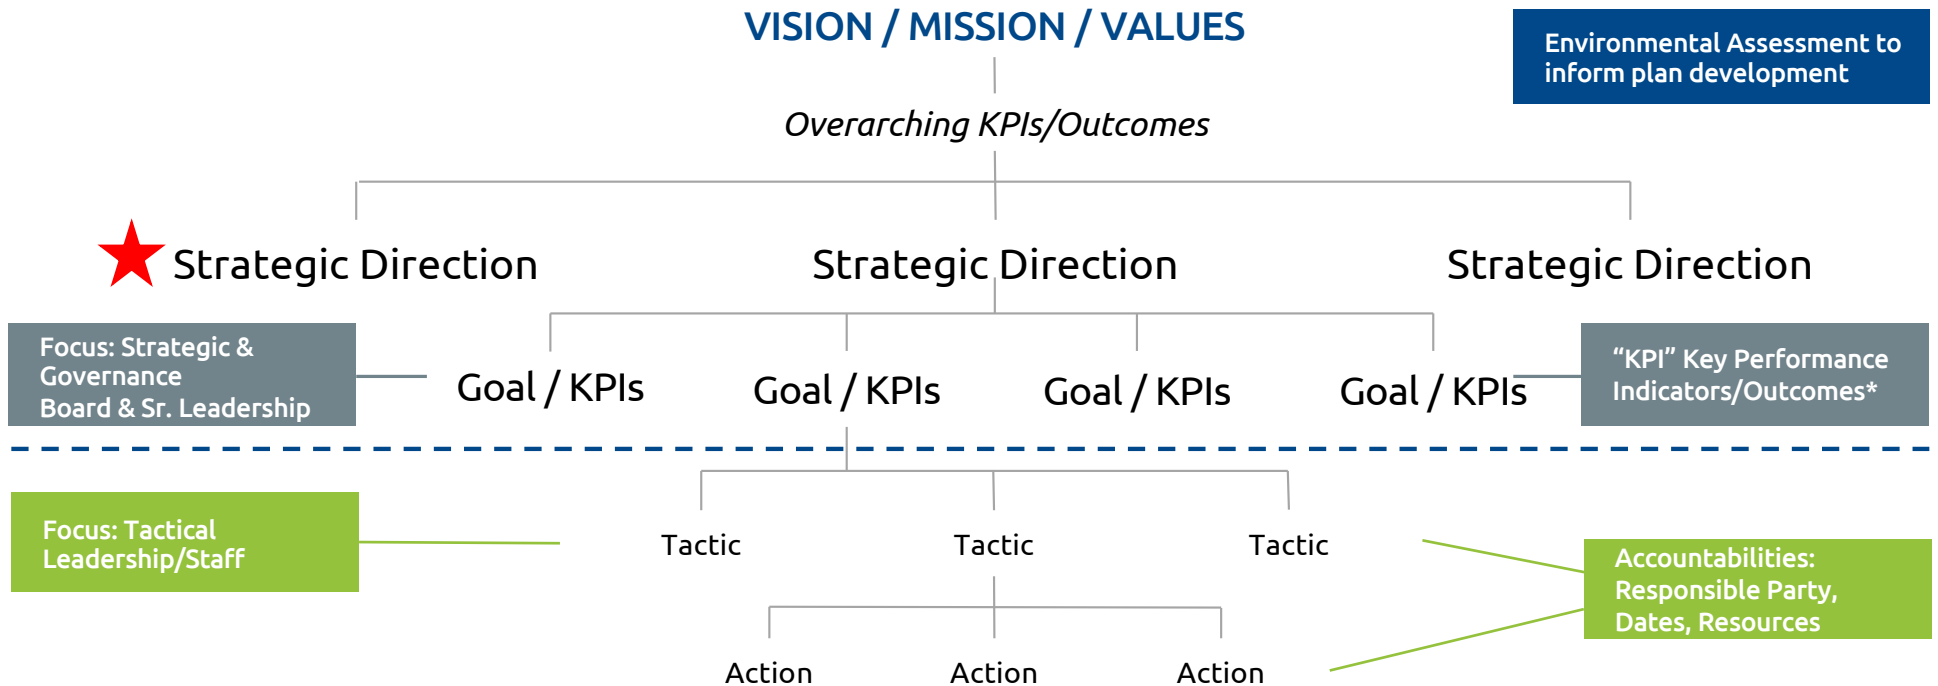 VISION / MISSION / VALUES
Environmental Assessment to
inform plan development
Overarching KPIs/Outcomes
Strategic Direction
Strategic Direction
Strategic Direction
Focus: Strategic &
Governance
Board & Sr. Leadership
Goal / KPIs
Goal / KPIs
Goal / KPIs
Goal / KPIs
“KPI” Key Performance
Indicators/Outcomes*
Focus: Tactical
Leadership/Staff
Tactic
Tactic
Tactic
Accountabilities:
Responsible Party,
Dates, Resources
Action
Action
Action